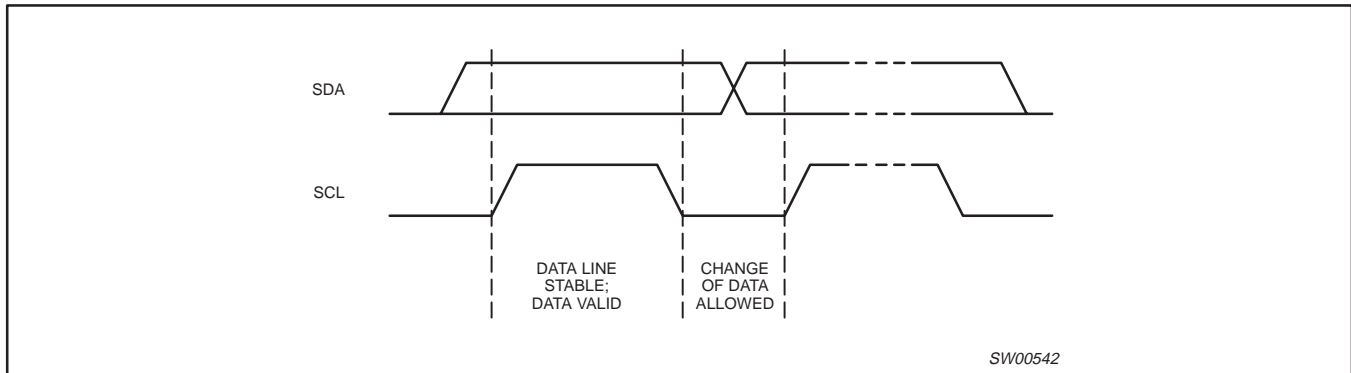 SDA
SCL
DATA LINE
STABLE;
DATA VALID
CHANGE
OF DATA
ALLOWED
SW00542